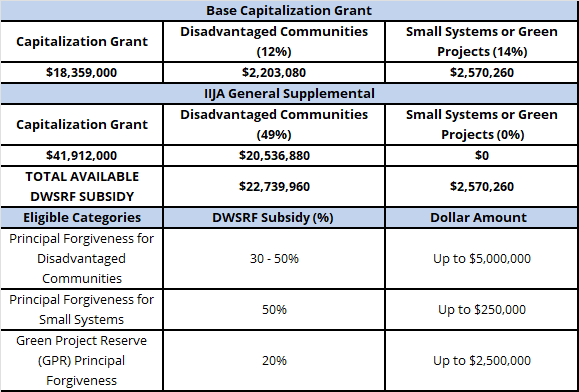 Base Capitalization Grant
Capitalization Grant
Disadvantaged Communities
(12%)
Small Systems or Green
Projects (14%)
$18,359,000
$2,203,080
$2,570,260
IIJA General Supplemental
Capitalization Grant
Disadvantaged Communities
(49%)
Small Systems or Green
Projects (0%)
$41,912,000
$20,536,880
$0
TOTAL AVAILABLE
DWSRF SUBSIDY
$22,739,960
$2,570,260
Eligible Categories
DWSRF Subsidy (%)
Dollar Amount
Principal Forgiveness for
Disadvantaged
Communities
30 - 50%
Up to $5,000,000
Principal Forgiveness for
Small Systems
50%
Up to $250,000
Green Project Reserve
(GPR) Principal
Forgiveness
20%
Up to $2,500,000